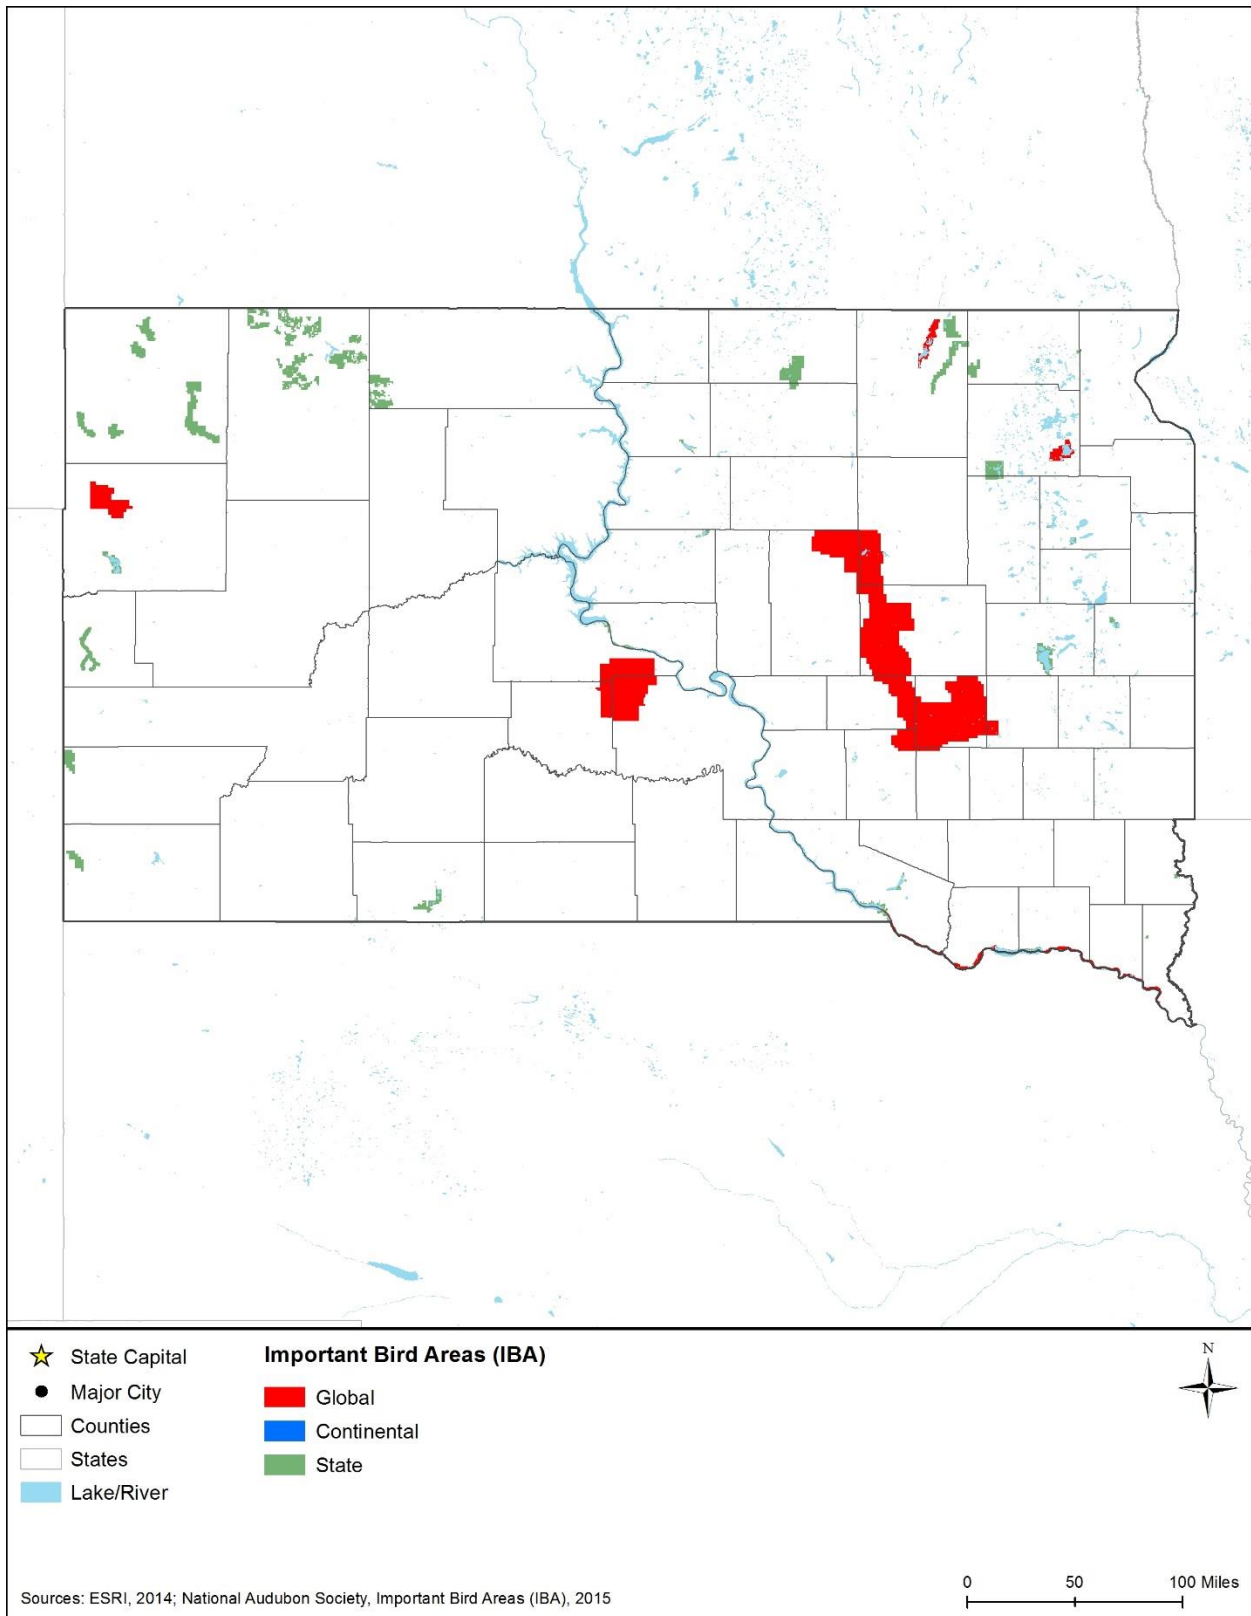 State Capital
Major City
Counties
States
Lake/River
Important Bird Areas (IBA)
Global
Continental
State
N
Sources: ESRI, 2014; National Audubon Society, Important Bird Areas (IBA), 2015
0 50 100 Miles